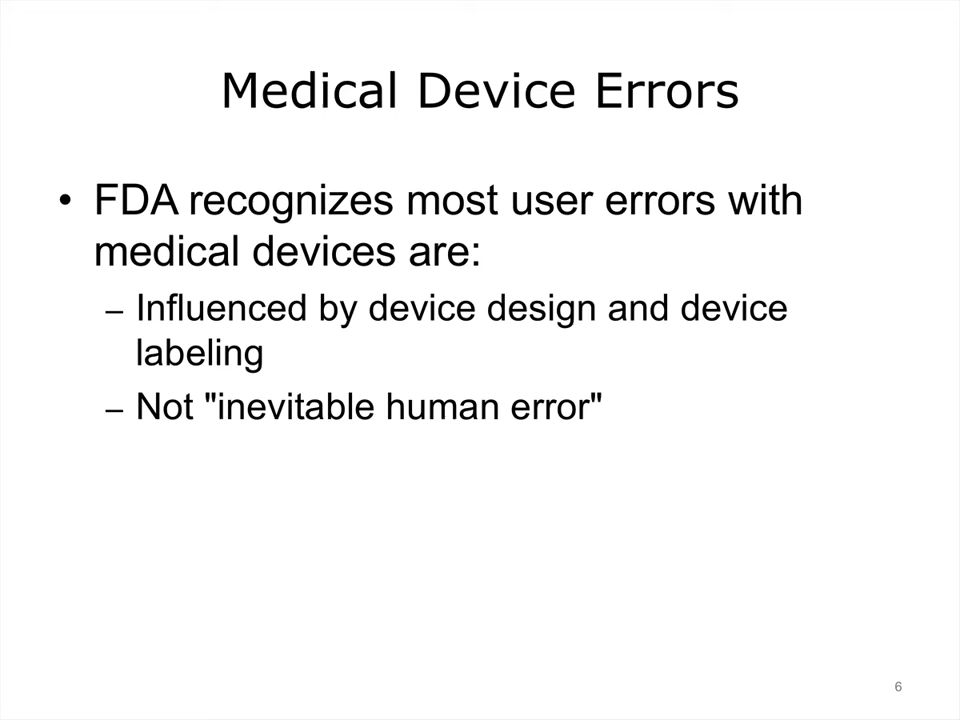 Medical Device Errors
• FDA recognizes most user errors with
medical devices are:
– Influenced by device design and device
labeling
– Not "inevitable human error"
6